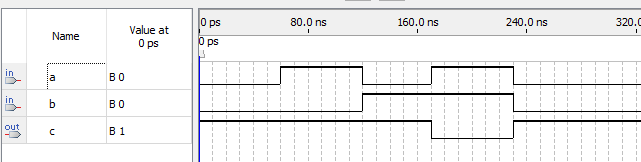 Name
Value at
0 ps
0 ps
80.0 ns
160.0 ns
240.0 ns
320
0 ps
in
a
B 0
in
b
B 0
out
c
B 1